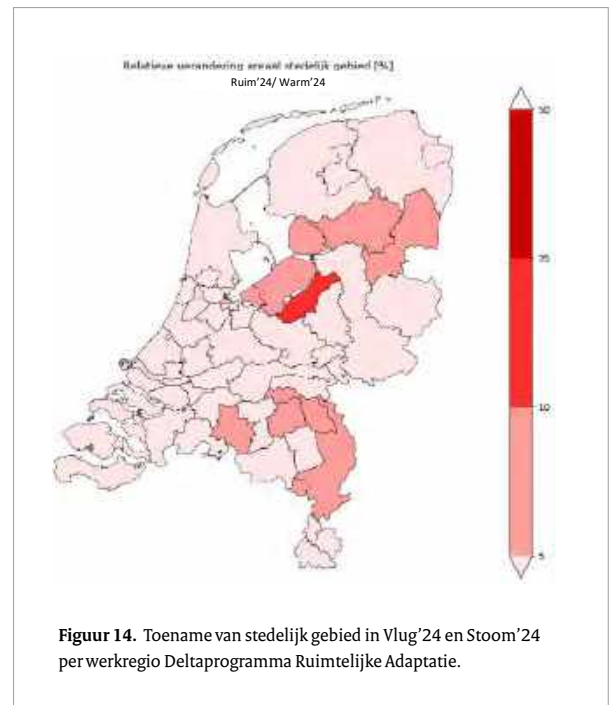 Relatieve verandering areaal stedelijk gebied [%]
Ruim’24/ Warm’24
50
25
10
5
Figuur 14. Toename van stedelijk gebied in Vlug’24 en Stoom’24
per werkregio Deltaprogramma Ruimtelijke Adaptatie.